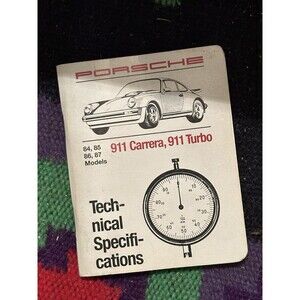 PORSCHE
84, 85
86, 87
Models
911 Carrera, 911 Turbo
Tech-
nical
Specifi-
cations